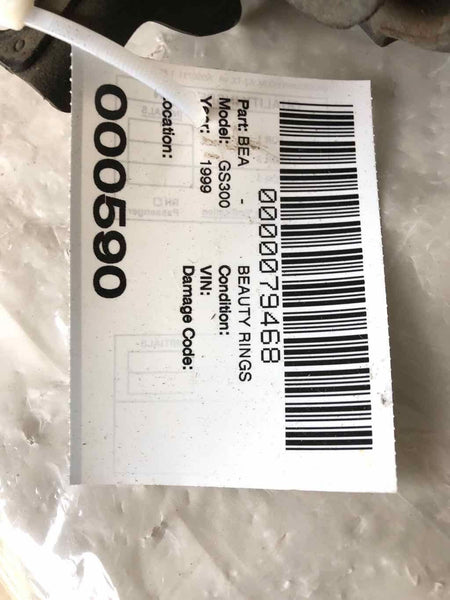 0000079468
Part: BEA - BEAUTY RINGS
Model: GS300 Condition:
Year: 1999 VIN:
Damage Code:
Location:
000590